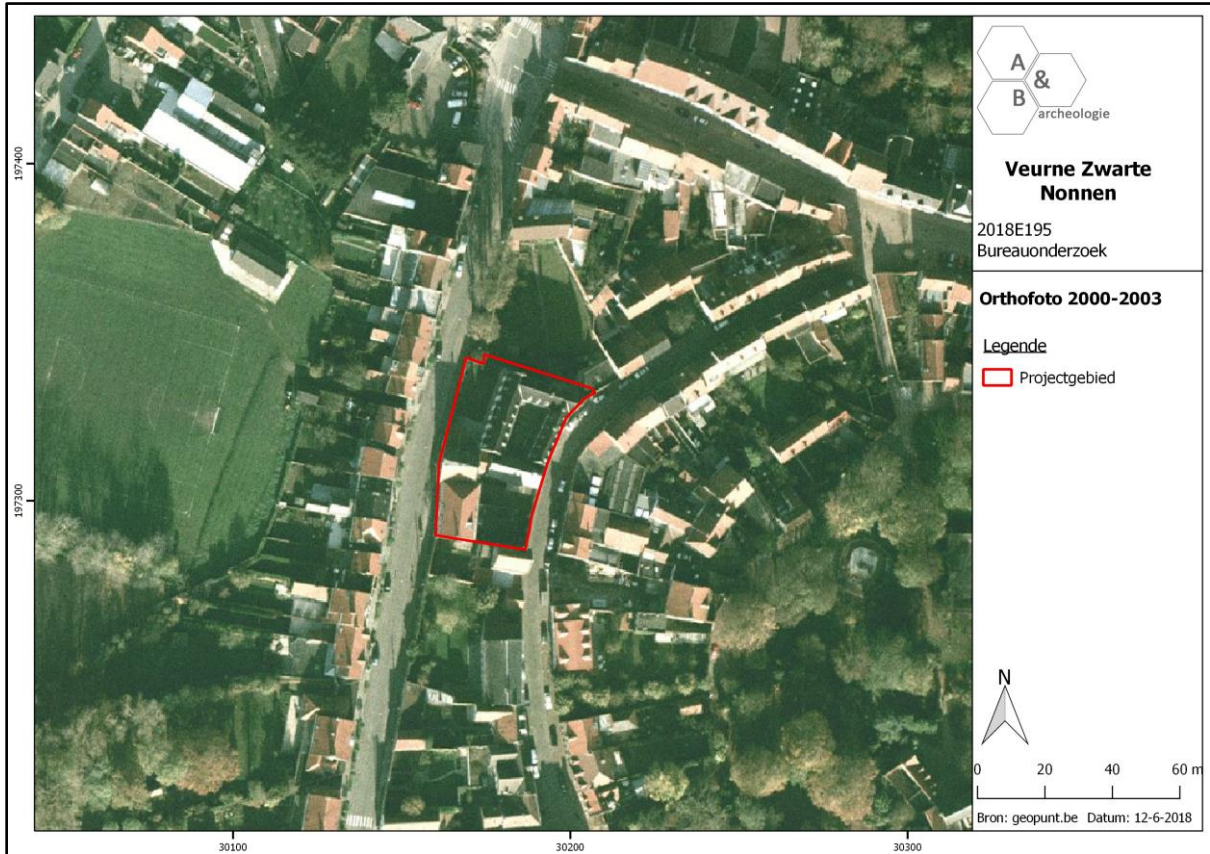 A
&
B
archeologie
Veurne Zwarte
Nonnen
2018E195
Bureauonderzoek
Orthofoto 2000-2003
Legende
Projectgebied
N
0 20 40 60 m
Bron: geopunt.be Datum: 12-6-2018
197400
197300
30100 30200 30300